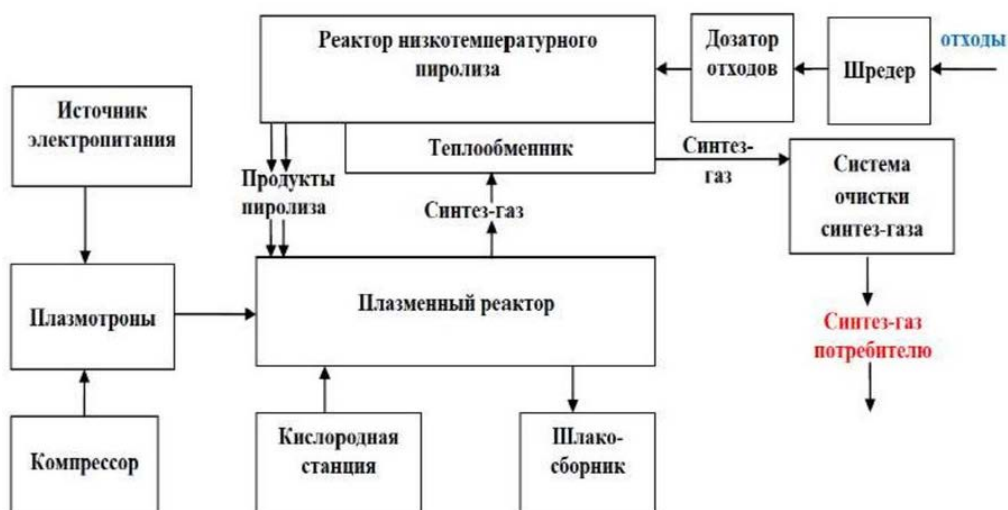 Реактор низкотемпературного
пиролиза
Дозатор
отходов
Шредер
отходы
Источник
электропитания
Теплообменник
Синтез-
газ
Система
очистки
синтез-газа
Продукты
пиролиза
Синтез-газ
Плазмотроны
Плазменный реактор
Синтез-газ
потребителю
Компрессор
Кислородная
станция
Шлако-
сборник